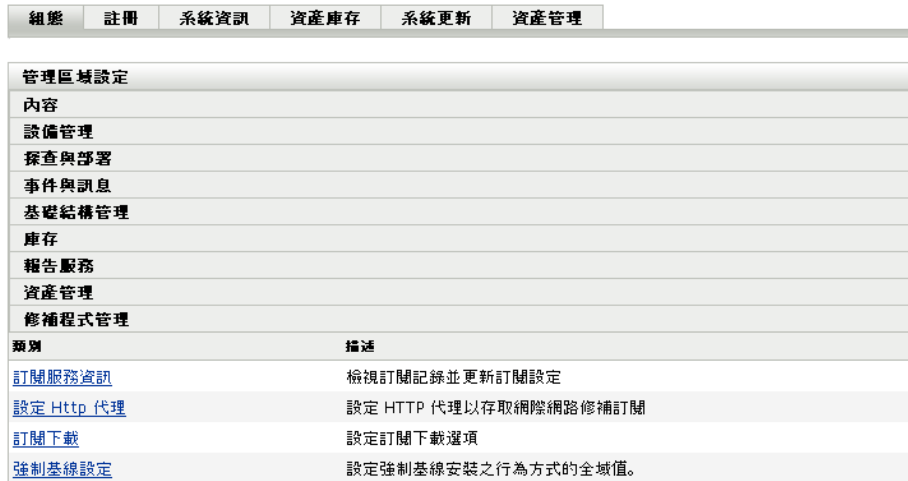 組態 註冊 系統資訊 資產庫存 系統更新 資產管理
管理區域設定
內容
設備管理
探查與部署
事件與訊息
基礎結構管理
庫存
報告服務
資產管理
修補程式管理
類別 描述
訂閱服務資訊 檢視訂閱記錄並更新訂閱設定
設定 Http 代理 設定 HTTP 代理以存取網際網路修補訂閱
訂閱下載 設定訂閱下載選項
強制基線設定 設定強制基線安裝之行為方式的全域值。